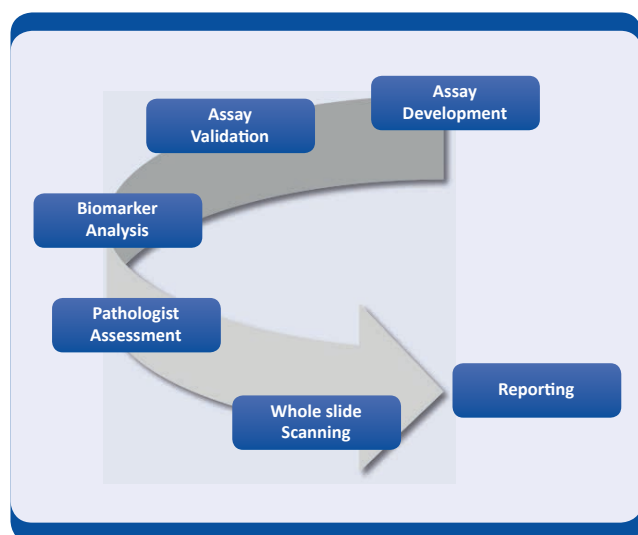 Assay
Development
Assay
Validation
Biomarker
Analysis
Pathologist
Assessment
Whole slide
Scanning
Reporting